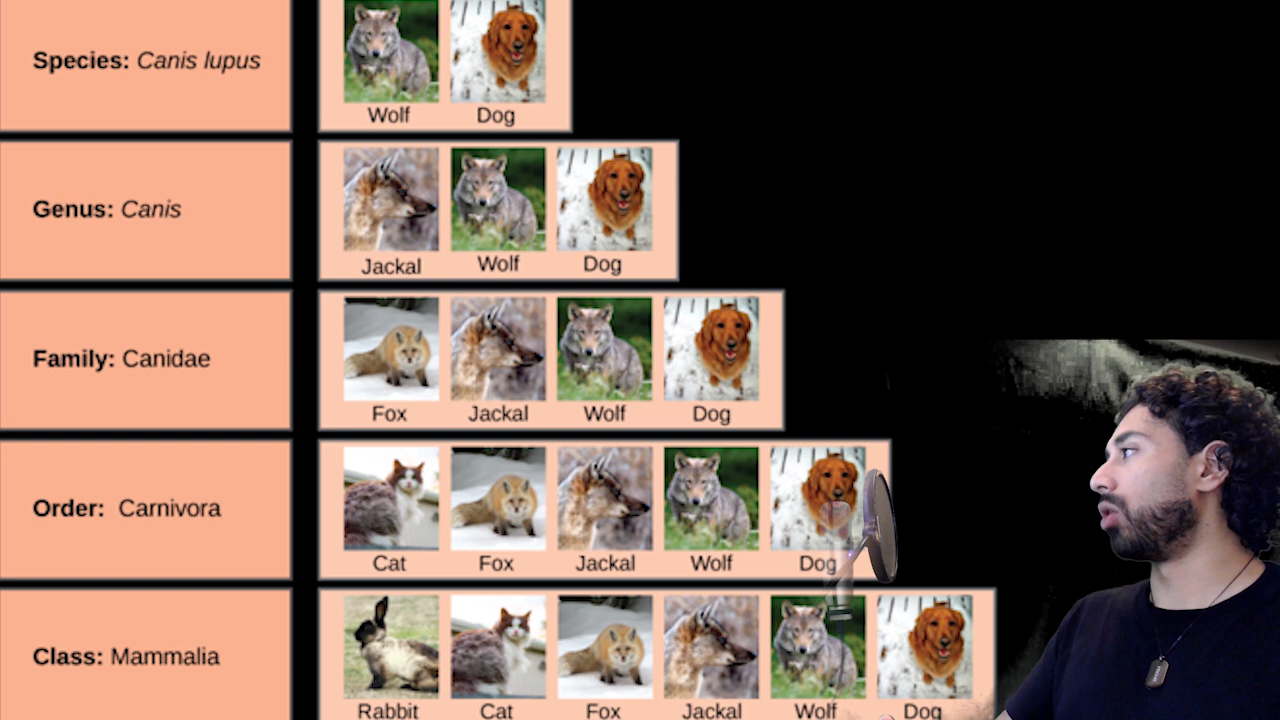 Species: Canis lupus
Wolf Dog
Genus: Canis
Jackal Wolf Dog
Family: Canidae
Fox Jackal Wolf Dog
Order: Carnivora
Cat Fox Jackal Wolf Dog
Class: Mammalia
Rabbit Cat Fox Jackal Wolf Dog